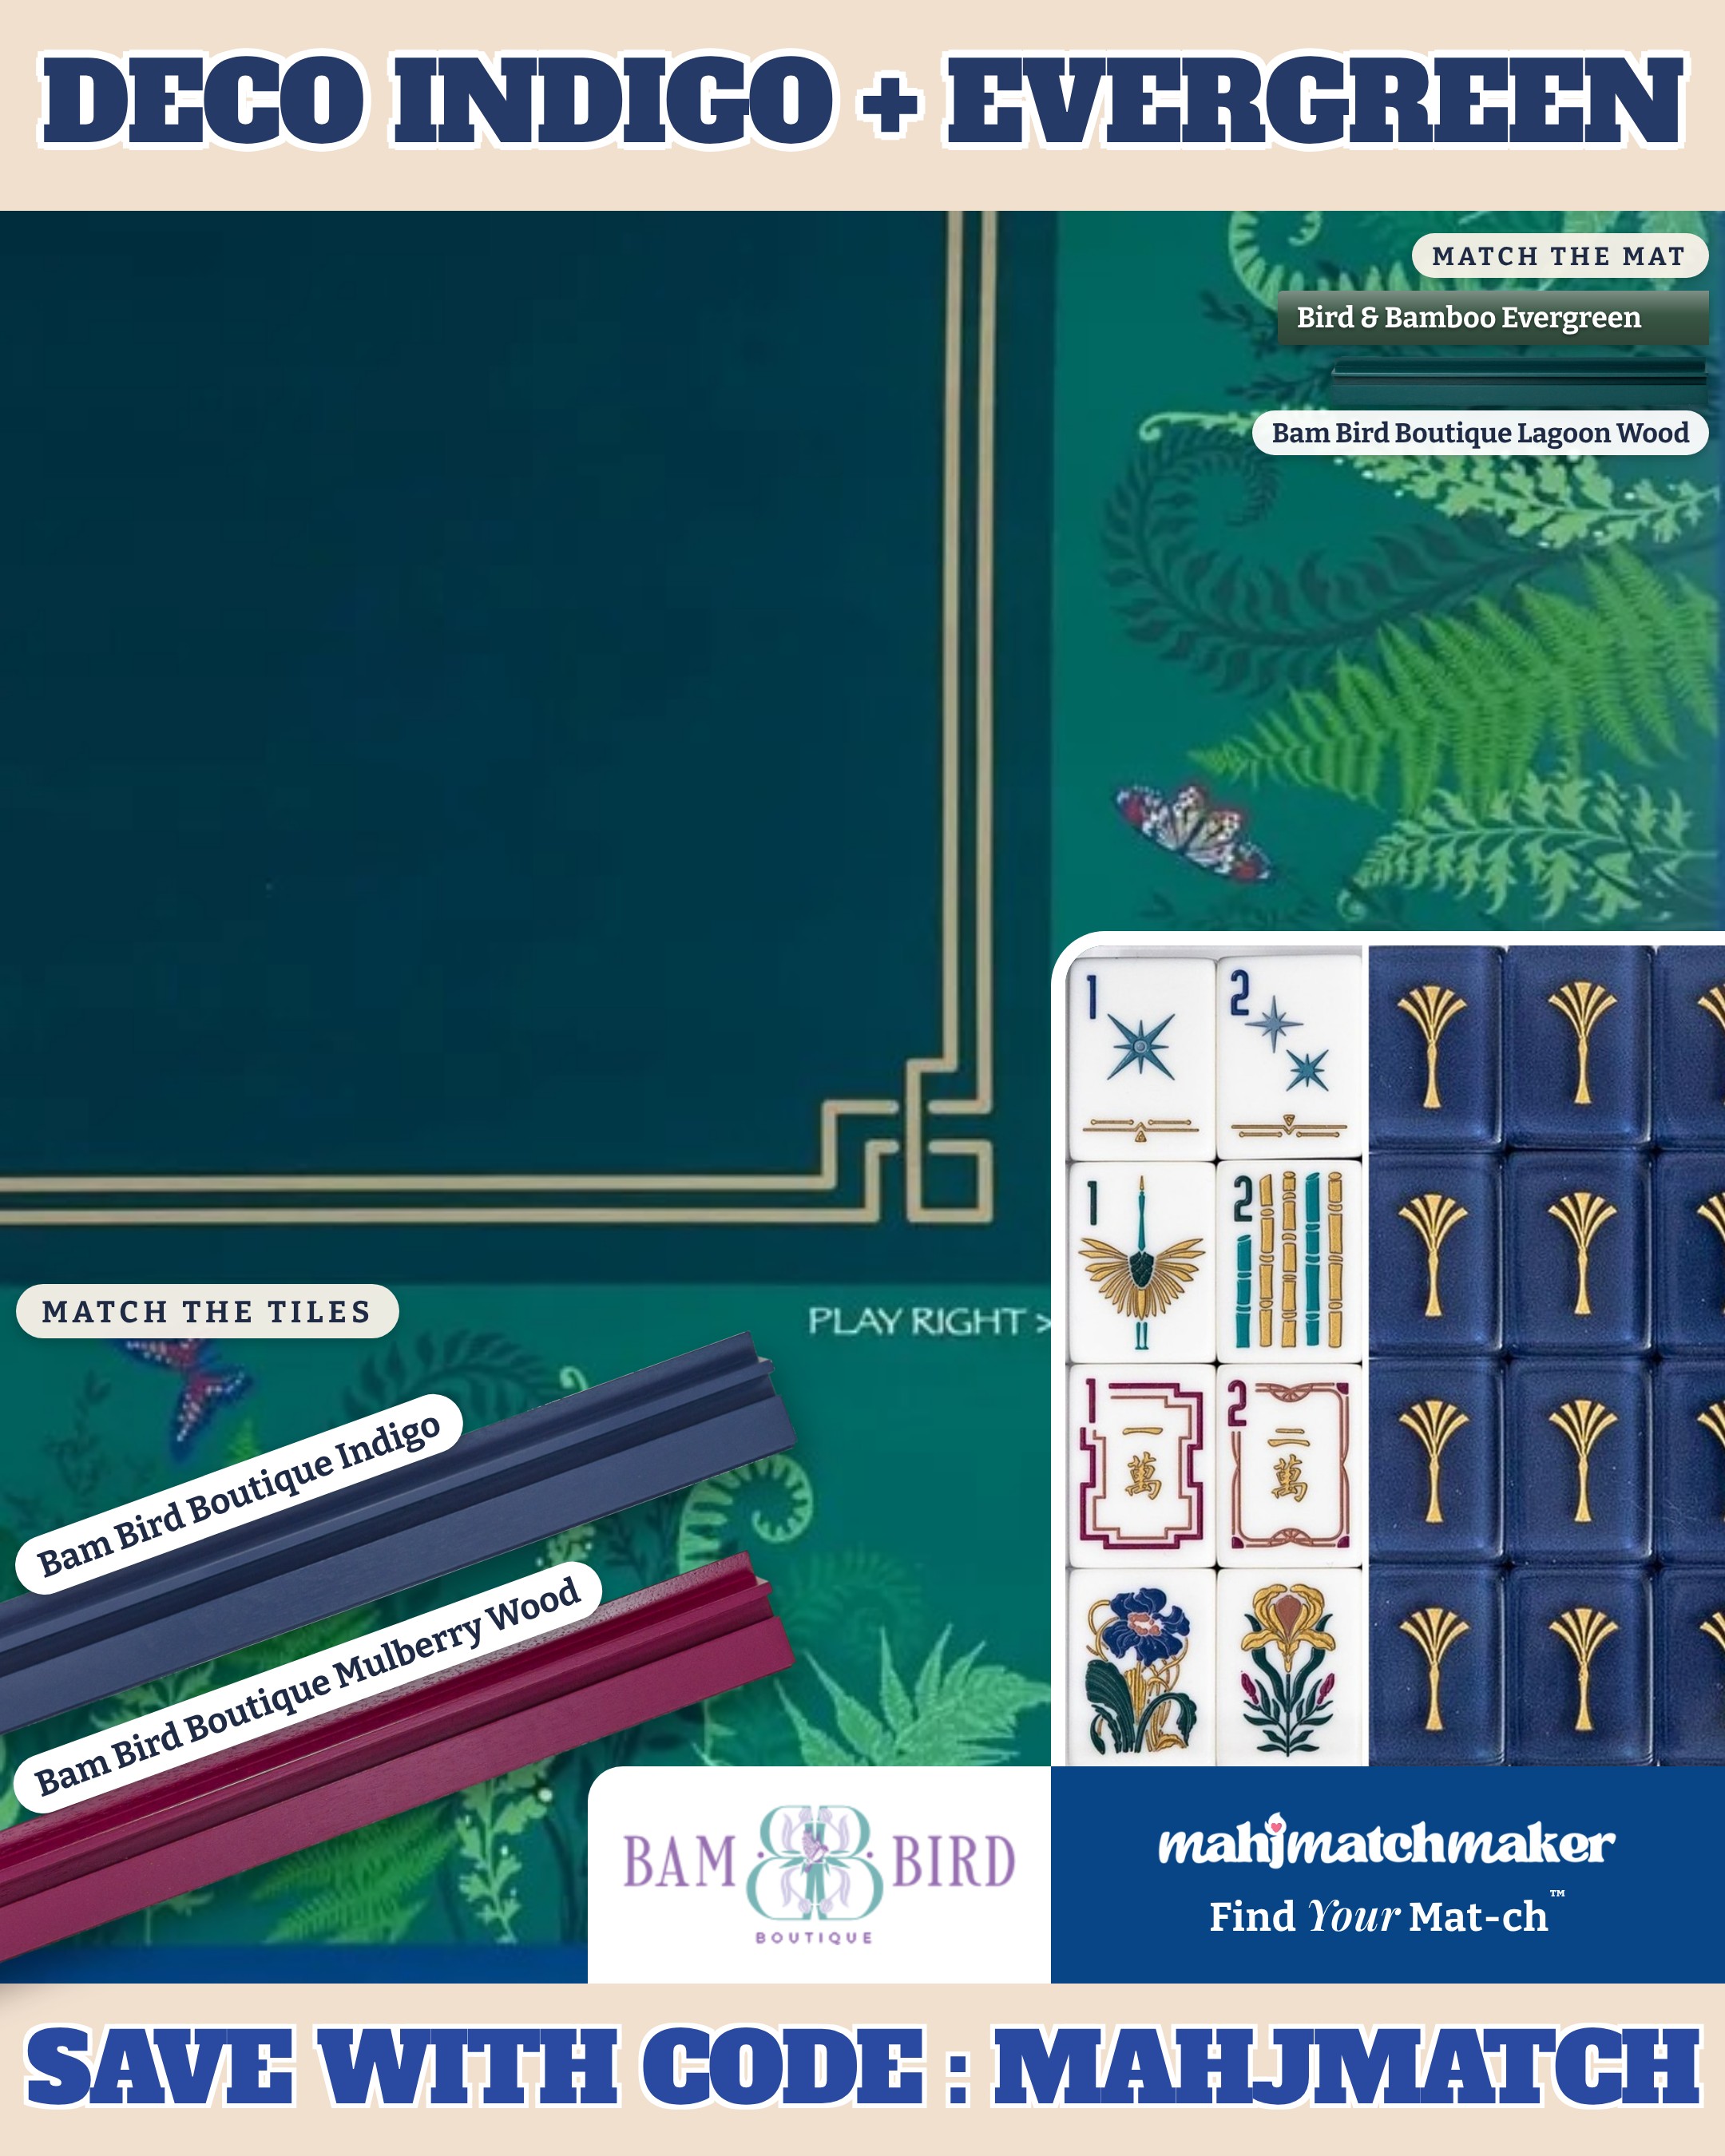 DECO INDIGO + EVERGREEN
MATCH THE MAT
Bird & Bamboo Evergreen
Bam Bird Boutique Lagoon Wood
1
2
1
2
1
一
萬
2
二
萬
MATCH THE TILES
PLAY RIGHT >
Bam Bird Boutique Indigo
Bam Bird Boutique Mulberry Wood
BAM BIRD
BOUTIQUE
mahjmatchmaker
Find Your Mat-ch™
SAVE WITH CODE : MAHJMATCH